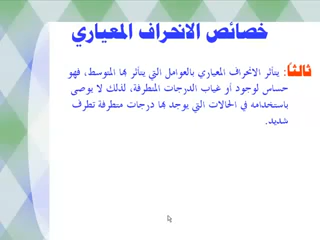 خصائص الانحراف المعياري
ثالثاً: يتأثر الانحراف المعياري بالعوامل التي يتأثر بها المتوسط، فهو
حساس لوجود أو غياب الدرجات المتطرفة، لذلك لا يوصى
باستخدامه في الحالات التي يوجد بها درجات متطرفة تطرف
شديد.